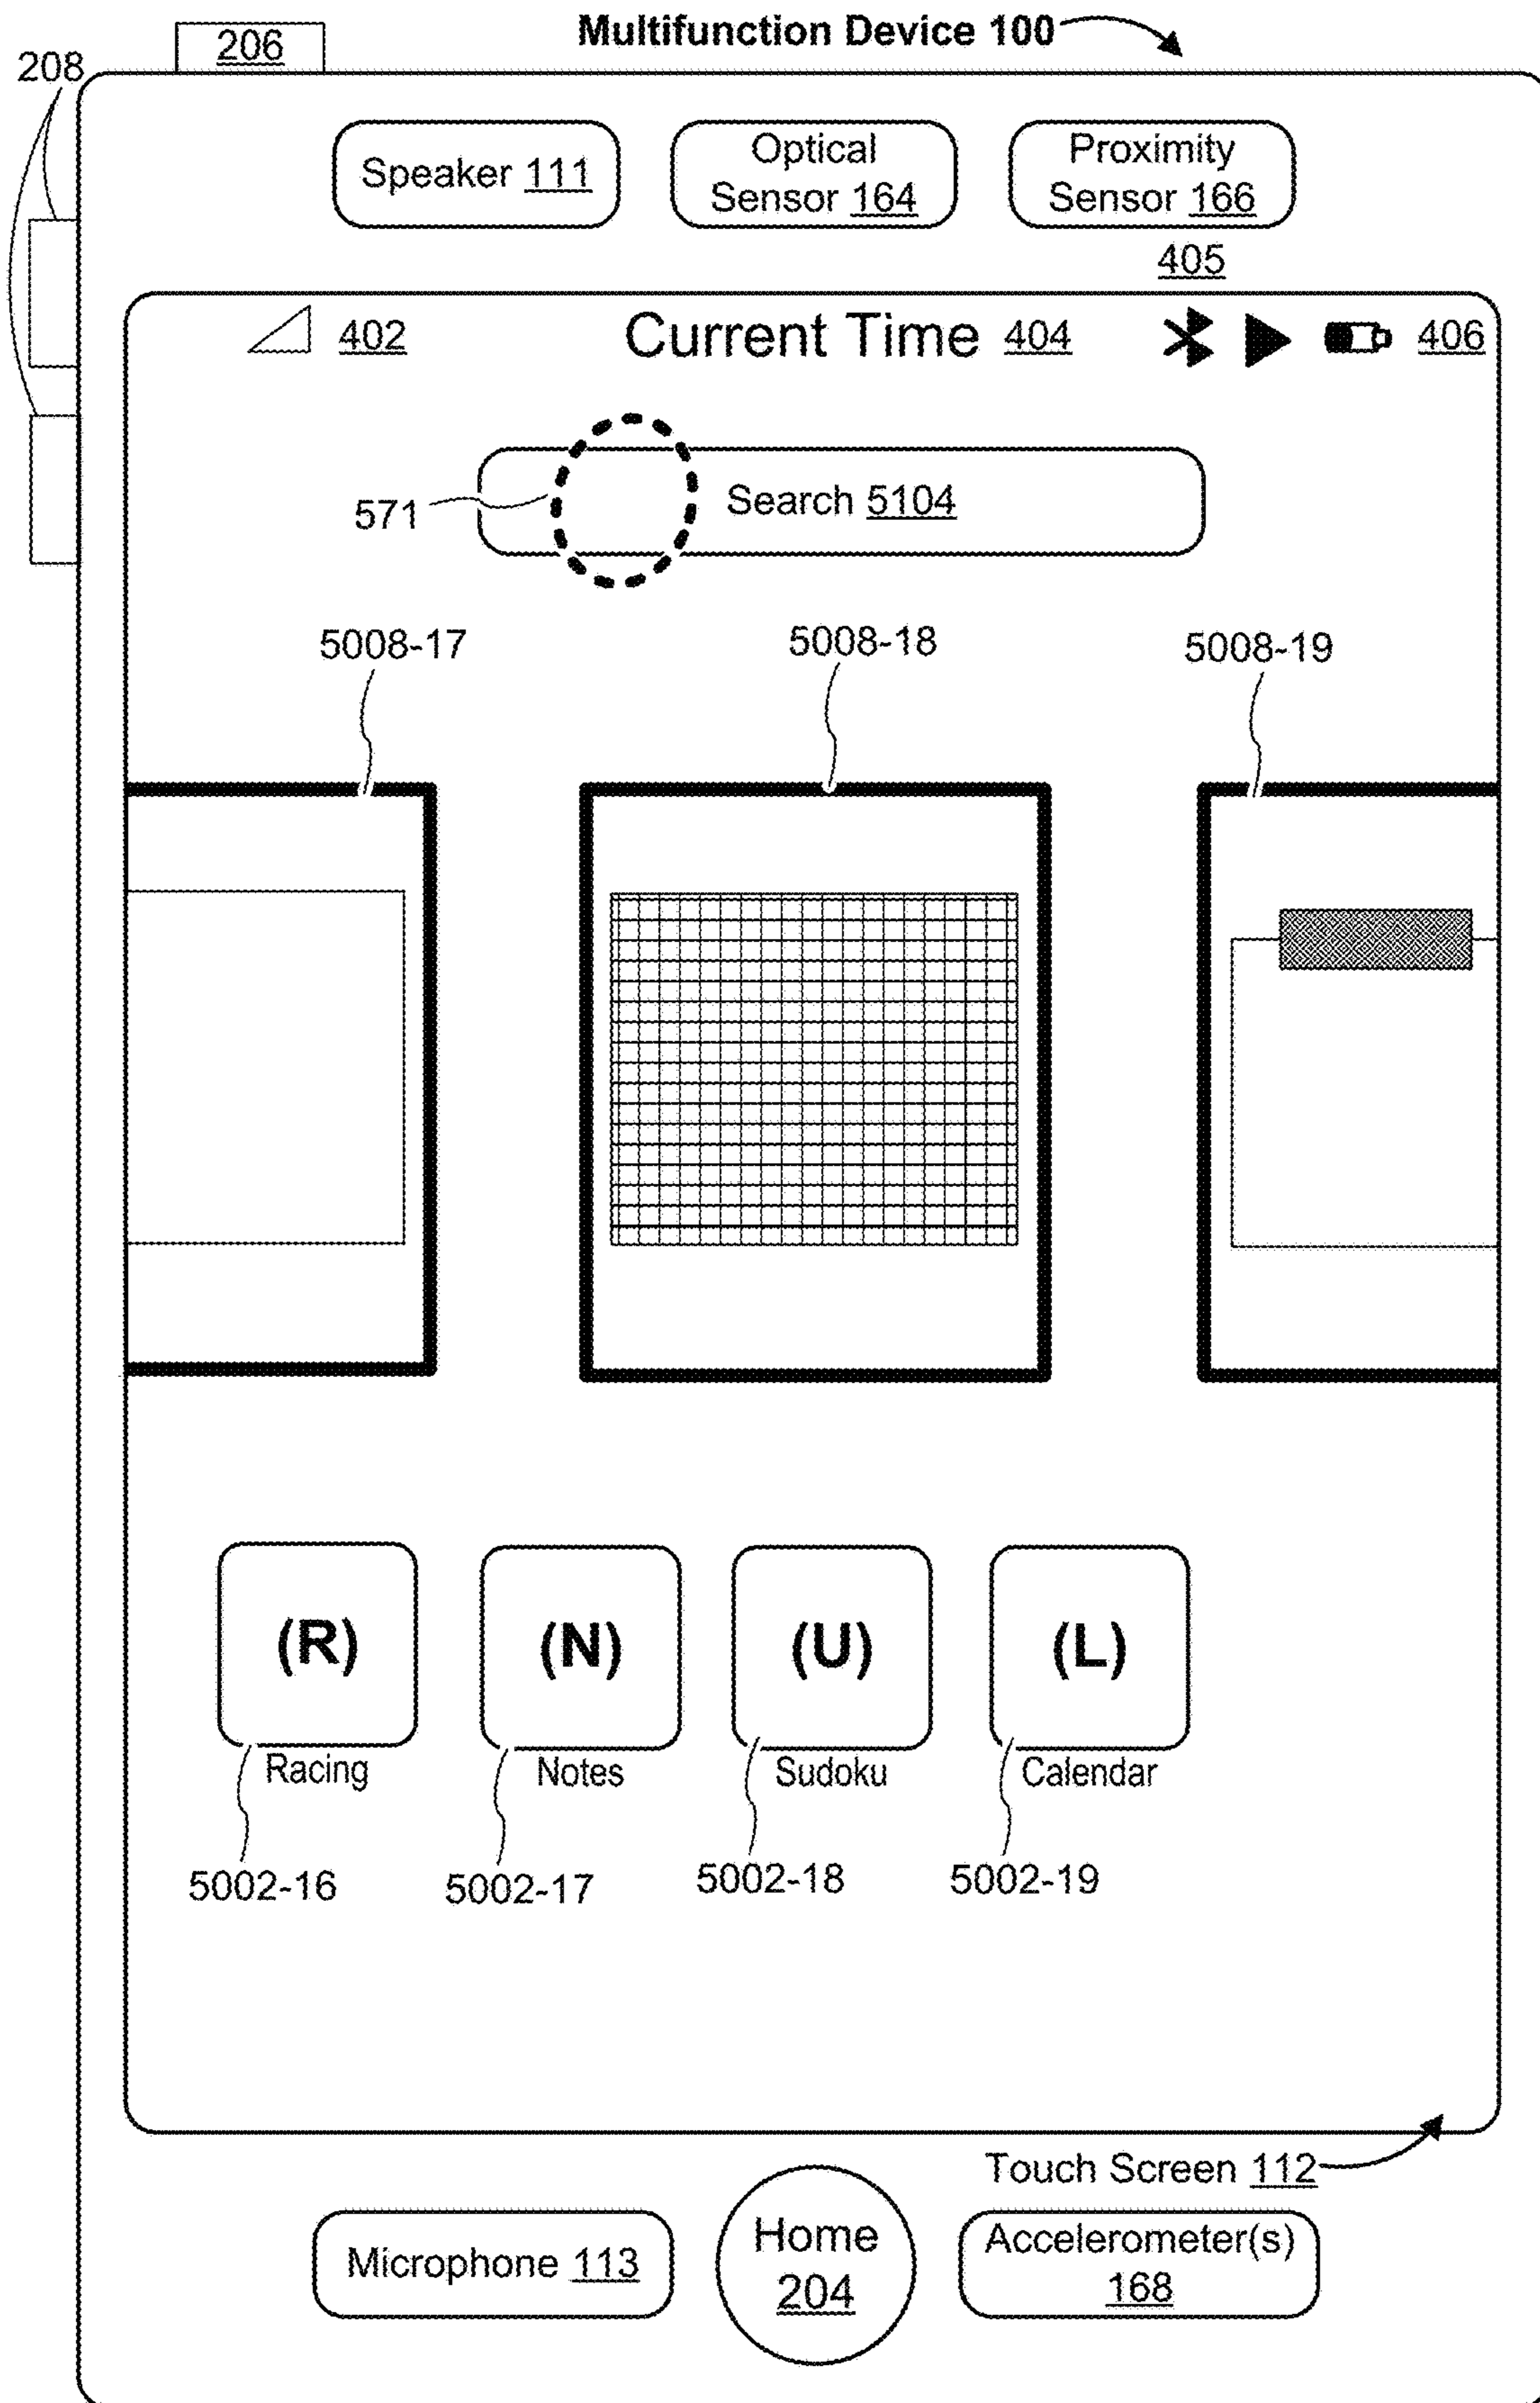 Multifunction Device 100
206
208
Speaker 111
Optical
Sensor 164
Proximity
Sensor 166
405
402
Current Time 404
406
571
Search 5104
5008-17
5008-18
5008-19
(R)
(N)
(U)
(L)
Racing
Notes
Sudoku
Calendar
5002-16
5002-17
5002-18
5002-19
Touch Screen 112
Microphone 113
Home
204
Accelerometer(s)
168